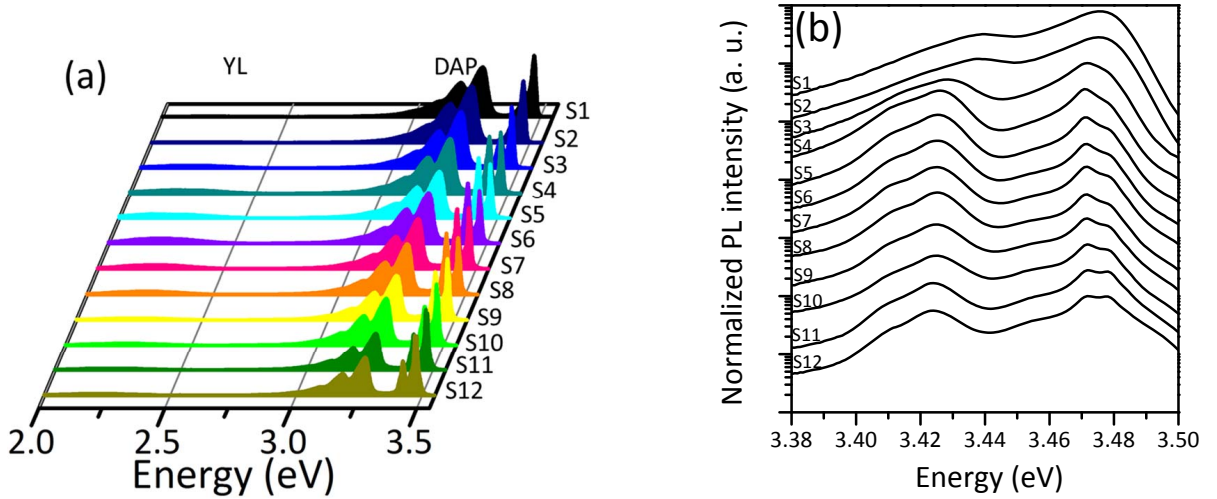 (a)
YL
DAP
S1
S2
S3
S4
S5
S6
S7
S8
S9
S10
S11
S12
2.0 2.5 3.0 3.5
Energy (eV)
(b)
Normalized PL intensity (a. u.)
S1
S2
S3
S4
S5
S6
S7
S8
S9
S10
S11
S12
3.38 3.40 3.42 3.44 3.46 3.48 3.50
Energy (eV)